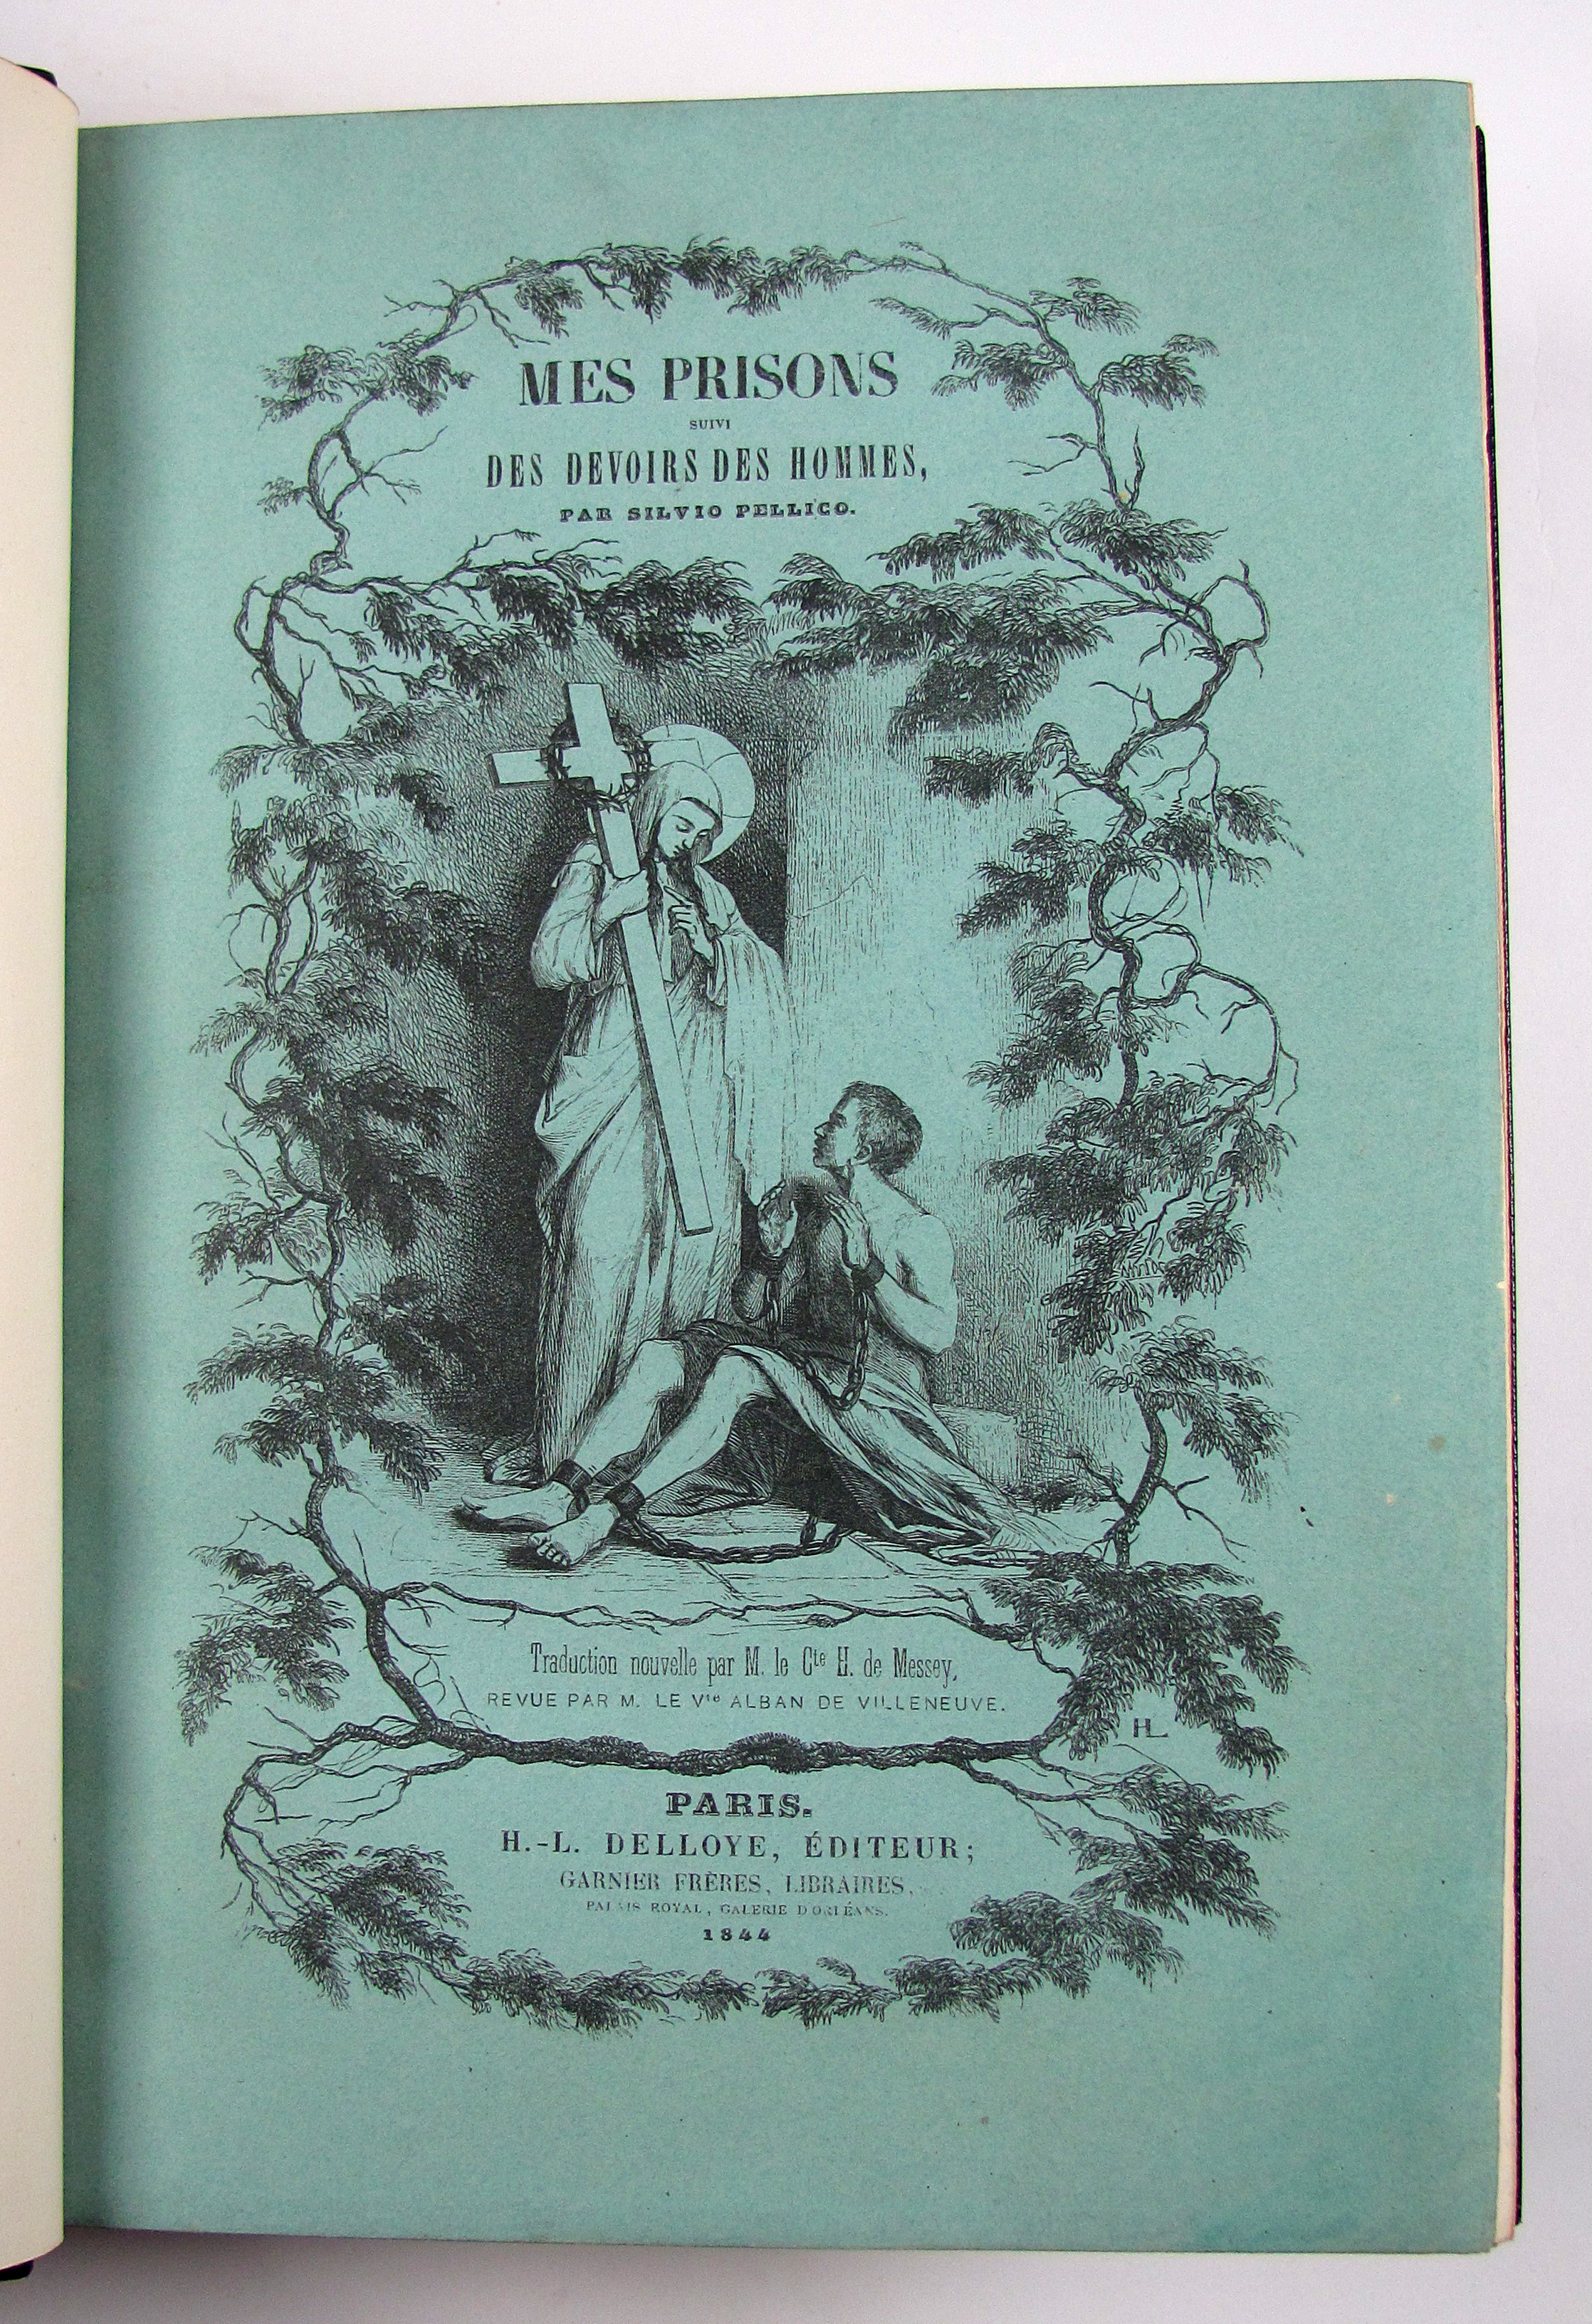 MES PRISONS
SUIVI
DES DEVOIRS DES HOMMES,
PAR SILVIO PELLICO.
Traduction nouvelle par M. le Cte H. de Messey,
REVUE PAR M. LE Vte ALBAN DE VILLENEUVE.
HL
PARIS.
H.-L. DELLOYE, ÉDITEUR;
GARNIER FRÈRES, LIBRAIRES,
PALAIS ROYAL, GALERIE D'ORLÉANS.
1844